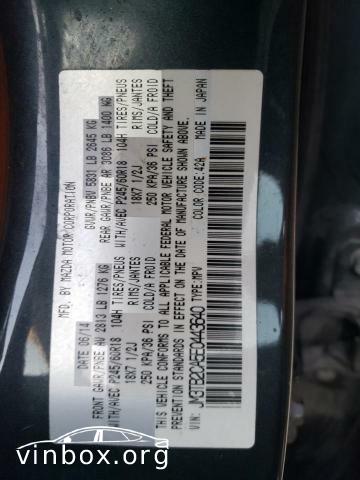 MFD. BY MAZDA MOTOR CORPORATION
DATE 06/14
GVWR/PNBV 5831 LB 2645 KG
FRONT GAWR/PNBE AV 2813 LB 1276 KG
REAR GAWR/PNBE AR 3086 LB 1400 KG
WITH/AVEC P245/60R18 104H TIRES/PNEUS
WITH/AVEC P245/60R18 104H TIRES/PNEUS
18X7 1/2J RIMS/JANTES
18X7 1/2J RIMS/JANTES
250 KPA/36 PSI COLD/A FROID
250 KPA/36 PSI COLD/A FROID
THIS VEHICLE CONFORMS TO ALL APPLICABLE FEDERAL MOTOR VEHICLE SAFETY AND THEFT
PREVENTION STANDARDS IN EFFECT ON THE DATE OF MANUFACTURE SHOWN ABOVE.
VIN: JM3TB2CA5E0443640 TYPE:MPV
COLOR CODE:42A MADE IN JAPAN
vinbox.org